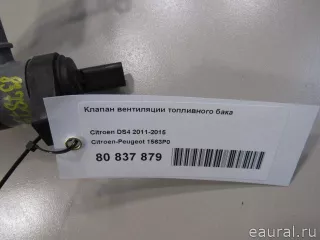 Клапан вентиляции топливного бака
Citroen DS4 2011-2015
Citroen-Peugeot 1563P0
80 837 879
eaural.ru